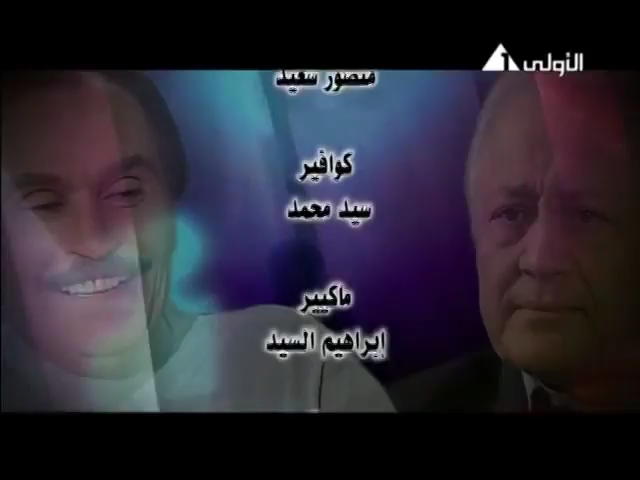 الأولى
منصور سعيد
كوافير
سيد محمد
ماكيير
إبراهيم السيد